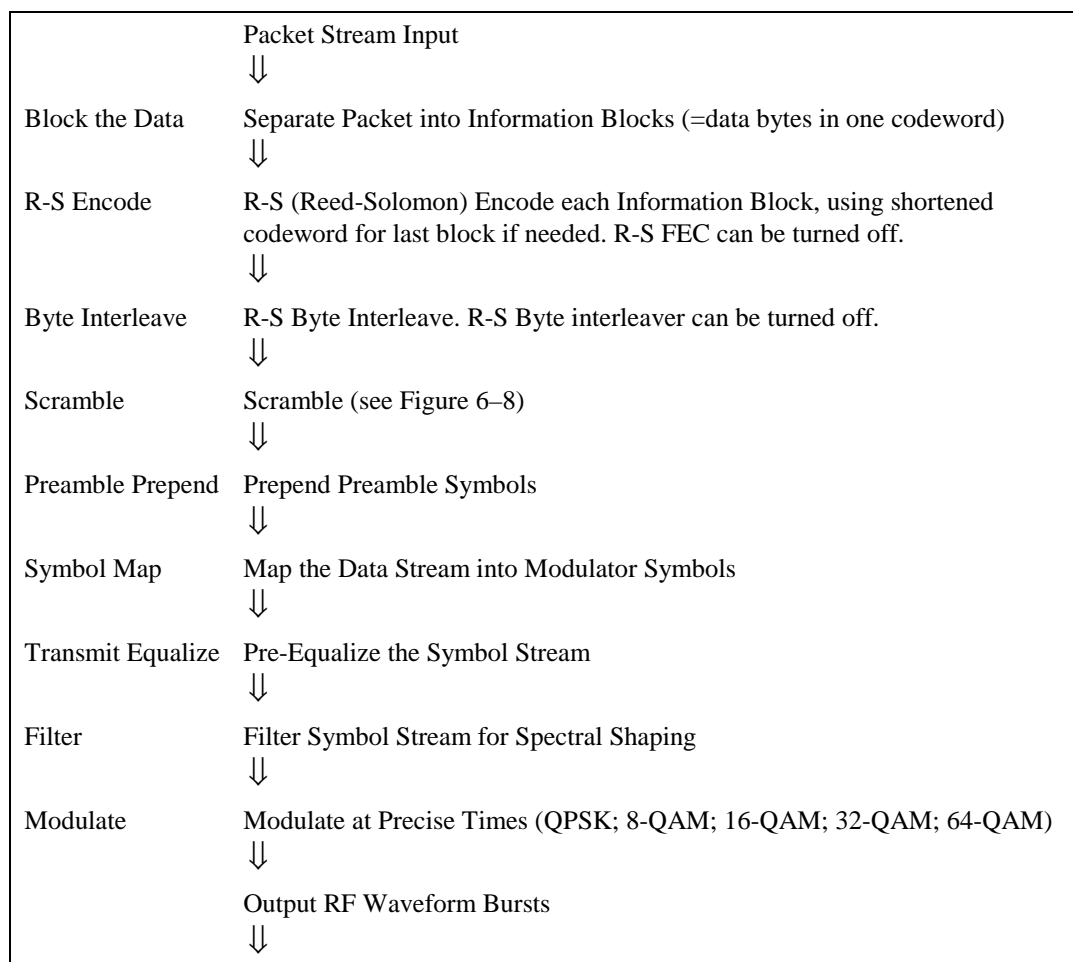 Packet Stream Input
⇓
Block the Data Separate Packet into Information Blocks (=data bytes in one codeword)
⇓
R-S Encode R-S (Reed-Solomon) Encode each Information Block, using shortened
codeword for last block if needed. R-S FEC can be turned off.
⇓
Byte Interleave R-S Byte Interleave. R-S Byte interleaver can be turned off.
⇓
Scramble Scramble (see Figure 6–8)
⇓
Preamble Prepend Prepend Preamble Symbols
⇓
Symbol Map Map the Data Stream into Modulator Symbols
⇓
Transmit Equalize Pre-Equalize the Symbol Stream
⇓
Filter Filter Symbol Stream for Spectral Shaping
⇓
Modulate Modulate at Precise Times (QPSK; 8-QAM; 16-QAM; 32-QAM; 64-QAM)
⇓
Output RF Waveform Bursts
⇓